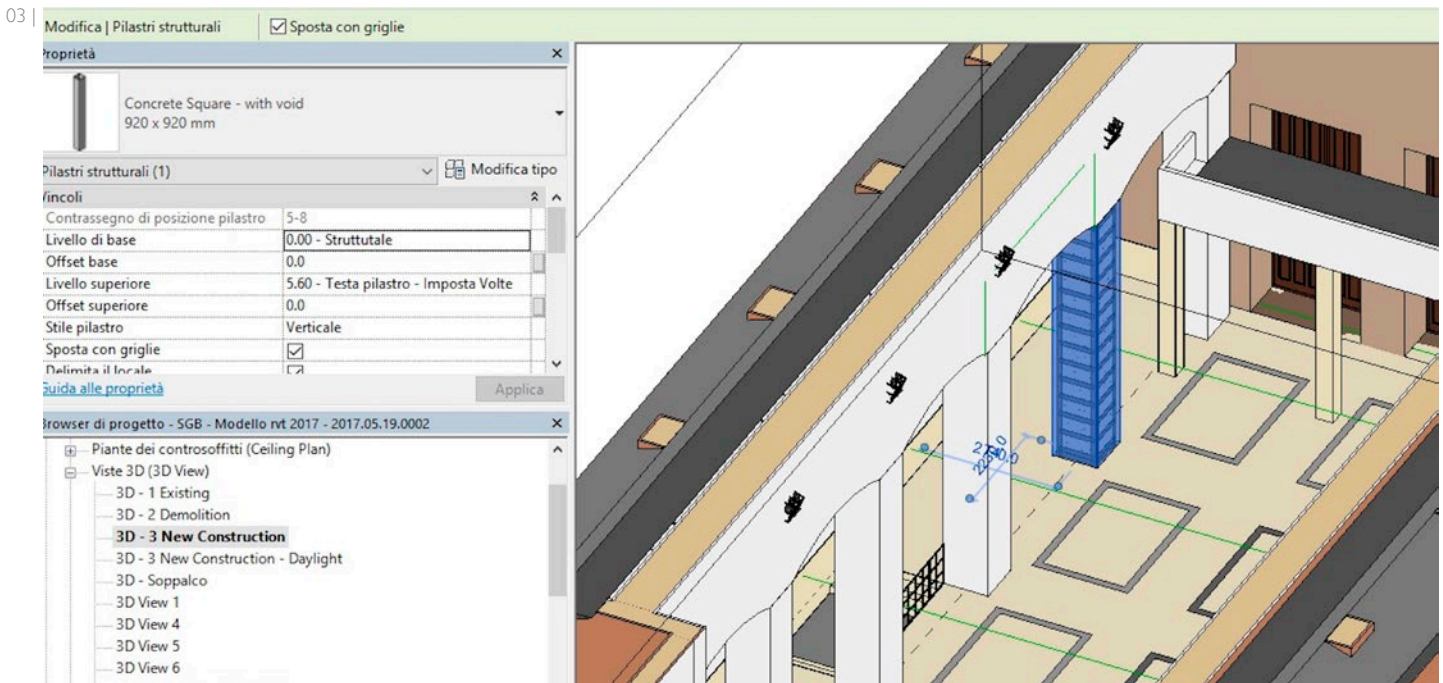 03 |
Modifica | Pilastri strutturali Sposta con griglie
Proprietà
Concrete Square - with void
920 x 920 mm
Pilastri strutturali (1) Modifica tipo
Vincoli
Contrassegno di posizione pilastro 5-8
Livello di base 0.00 - Struttutale
Offset base 0.0
Livello superiore 5.60 - Testa pilastro - Imposta Volte
Offset superiore 0.0
Stile pilastro Verticale
Sposta con griglie
Delimita il locale
Guida alle proprietà Applica
Browser di progetto - SGB - Modello rvt 2017 - 2017.05.19.0002
Piante dei controsoffitti (Ceiling Plan)
Viste 3D (3D View)
3D - 1 Existing
3D - 2 Demolition
3D - 3 New Construction
3D - 3 New Construction - Daylight
3D - Soppalco
3D View 1
3D View 4
3D View 5
3D View 6